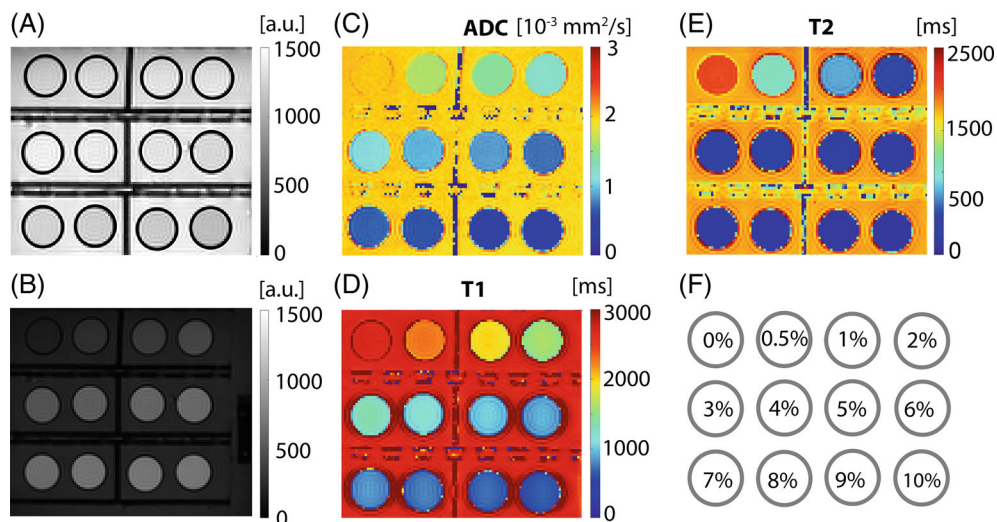 (A)
[a.u.]
1500
1000
500
0
(B)
[a.u.]
1500
1000
500
0
(C)
ADC [10⁻³ mm²/s]
3
2
1
0
(D)
T1
[ms]
3000
2000
1000
0
(E)
T2
[ms]
2500
1500
500
0
(F)
0% 0.5% 1% 2%
3% 4% 5% 6%
7% 8% 9% 10%